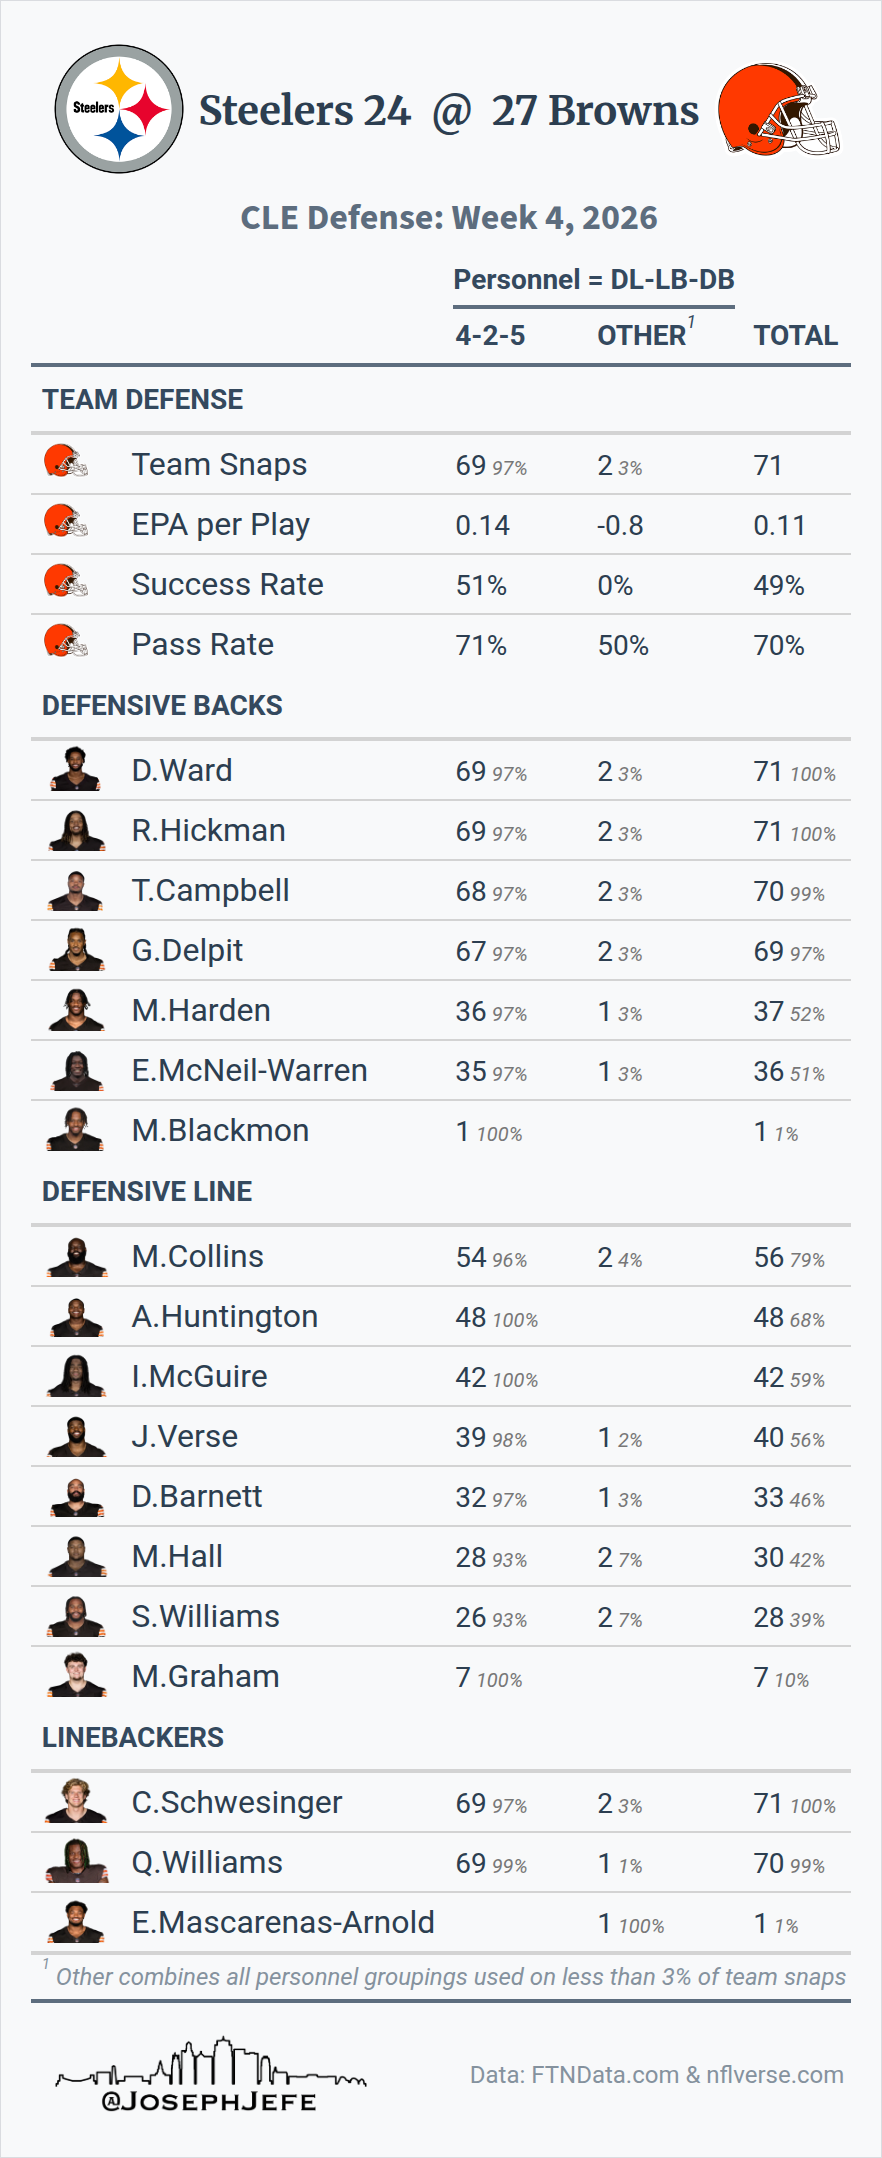 Steelers
Steelers 24 @ 27 Browns
CLE Defense: Week 4, 2026
Personnel = DL-LB-DB
4-2-5 OTHER1 TOTAL
TEAM DEFENSE
Team Snaps 69 97% 2 3% 71
EPA per Play 0.14 -0.8 0.11
Success Rate 51% 0% 49%
Pass Rate 71% 50% 70%
DEFENSIVE BACKS
D.Ward 69 97% 2 3% 71 100%
R.Hickman 69 97% 2 3% 71 100%
T.Campbell 68 97% 2 3% 70 99%
G.Delpit 67 97% 2 3% 69 97%
M.Harden 36 97% 1 3% 37 52%
E.McNeil-Warren 35 97% 1 3% 36 51%
M.Blackmon 1 100% 1 1%
DEFENSIVE LINE
M.Collins 54 96% 2 4% 56 79%
A.Huntington 48 100% 48 68%
I.McGuire 42 100% 42 59%
J.Verse 39 98% 1 2% 40 56%
D.Barnett 32 97% 1 3% 33 46%
M.Hall 28 93% 2 7% 30 42%
S.Williams 26 93% 2 7% 28 39%
M.Graham 7 100% 7 10%
LINEBACKERS
C.Schwesinger 69 97% 2 3% 71 100%
Q.Williams 69 99% 1 1% 70 99%
E.Mascarenas-Arnold 1 100% 1 1%
1 Other combines all personnel groupings used on less than 3% of team snaps
@JosephJefe
Data: FTNData.com & nflverse.com